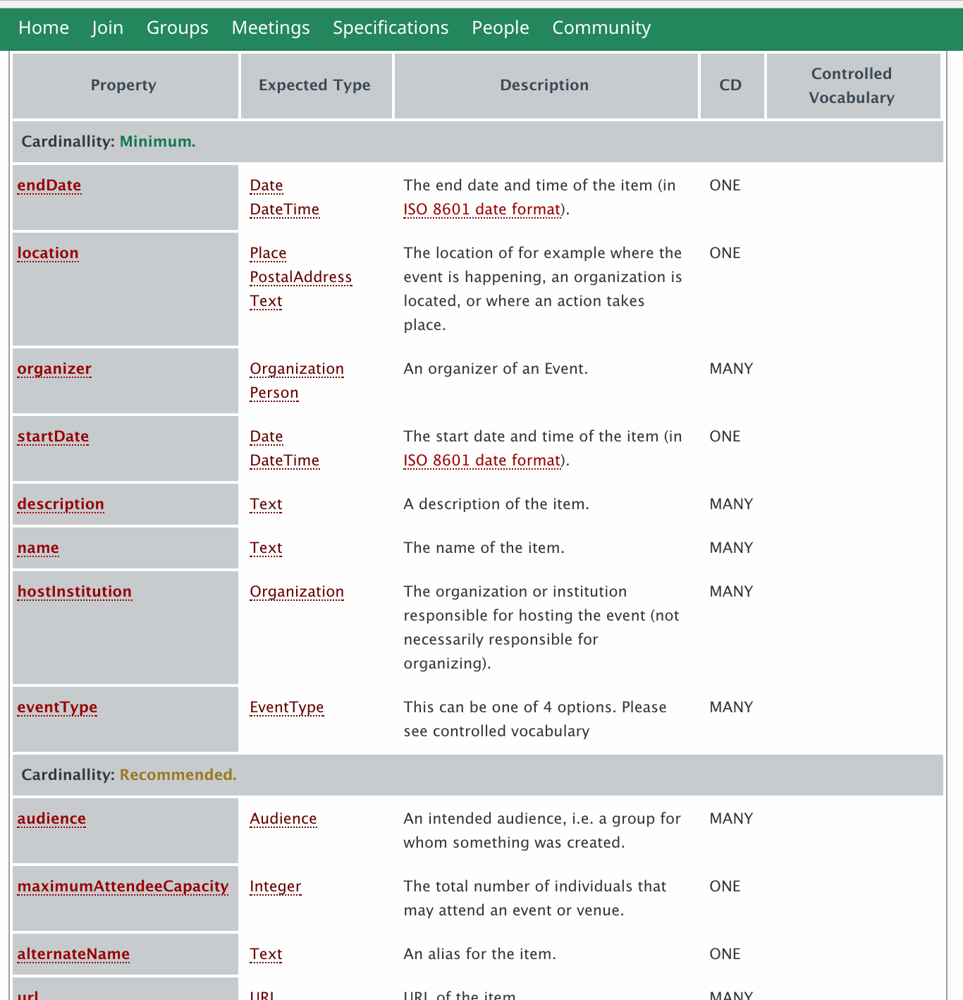 Home Join Groups Meetings Specifications People Community
Property Expected Type Description CD Controlled Vocabulary
Cardinallity: Minimum.
endDate Date The end date and time of the item (in ONE
DateTime ISO 8601 date format).
location Place The location of for example where the ONE
PostalAddress event is happening, an organization is
Text located, or where an action takes
place.
organizer Organization An organizer of an Event. MANY
Person
startDate Date The start date and time of the item (in ONE
DateTime ISO 8601 date format).
description Text A description of the item. MANY
name Text The name of the item. MANY
hostInstitution Organization The organization or institution MANY
responsible for hosting the event (not
necessarily responsible for
organizing).
eventType EventType This can be one of 4 options. Please MANY
see controlled vocabulary
Cardinallity: Recommended.
audience Audience An intended audience, i.e. a group for MANY
whom something was created.
maximumAttendeeCapacity Integer The total number of individuals that ONE
may attend an event or venue.
alternateName Text An alias for the item. ONE
url URL URL of the item MANY